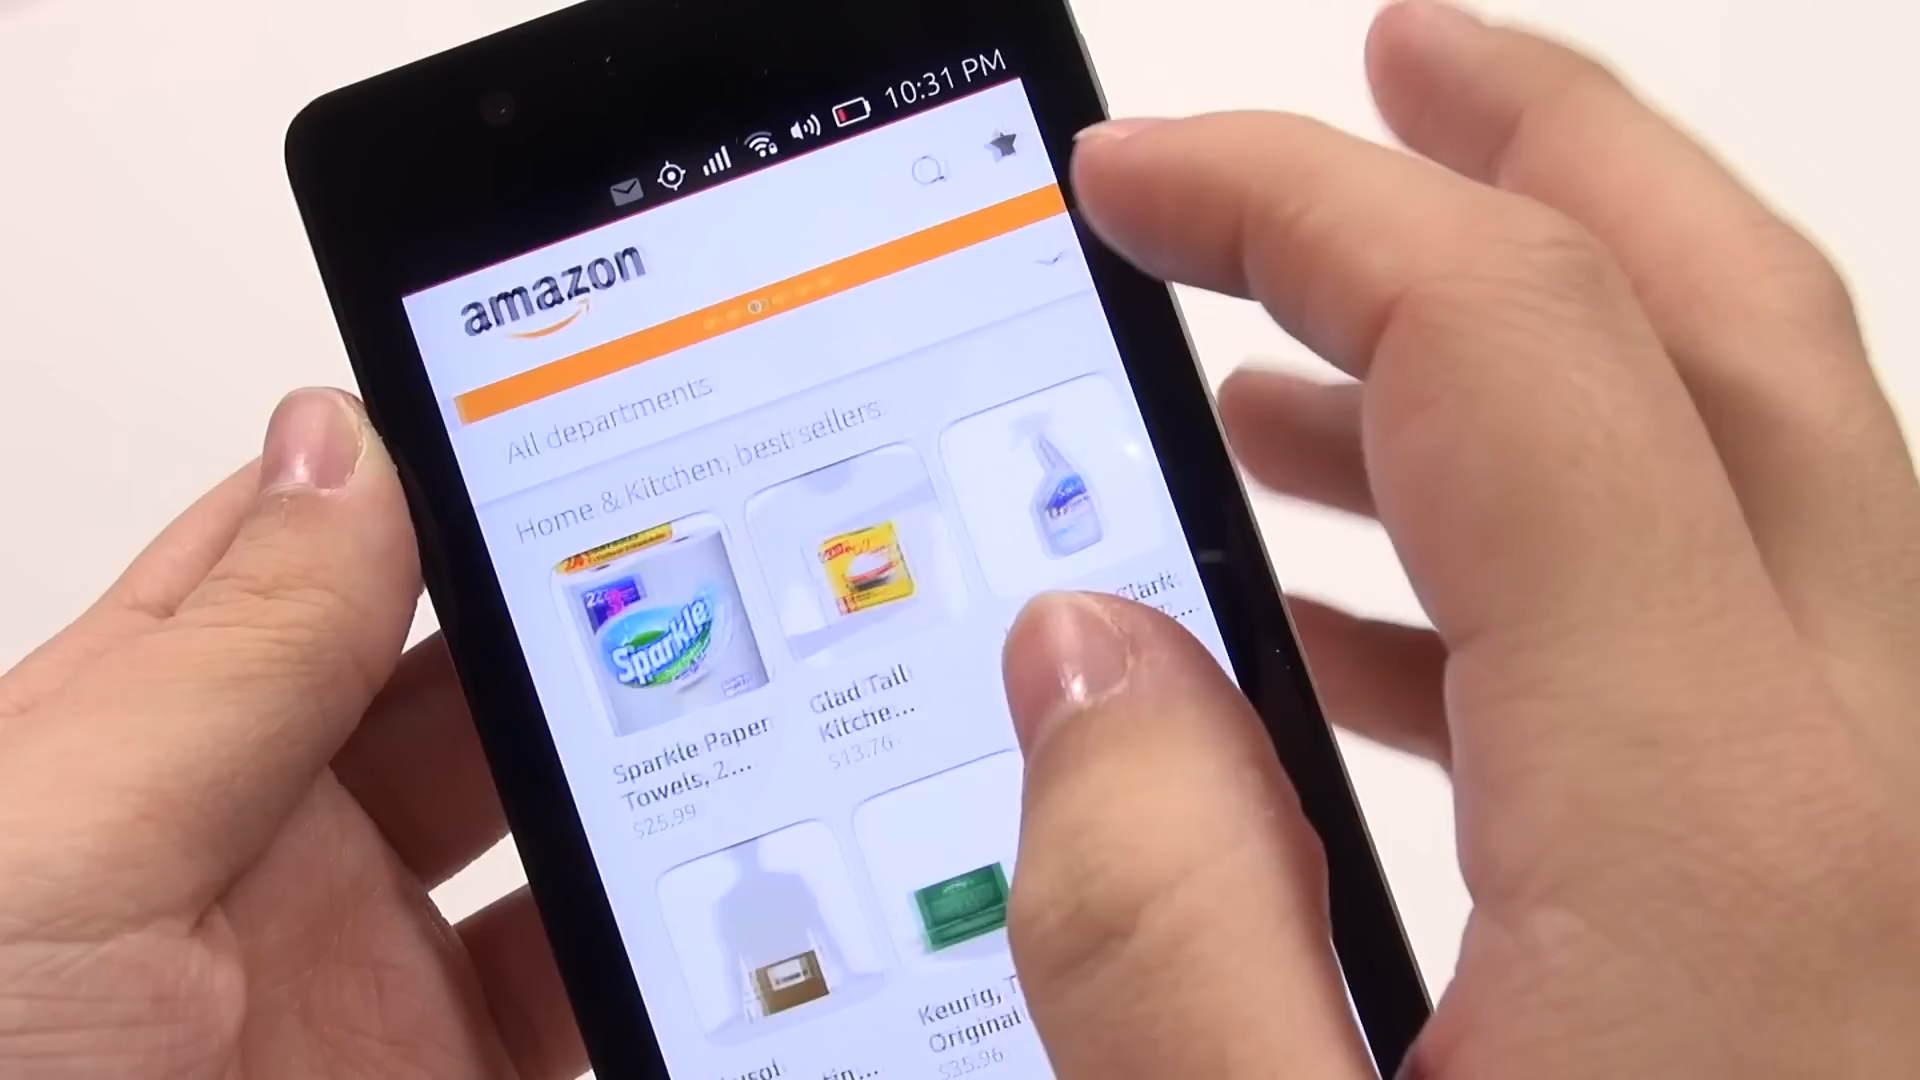 10:31 PM
amazon
All departments
Home & Kitchen, best sellers
Sparkle
Sparkle Paper
Towels, 2...
$25.99
Glad Tall
Kitche...
$13.76
Clark
Keurig, T
Original
$35.96